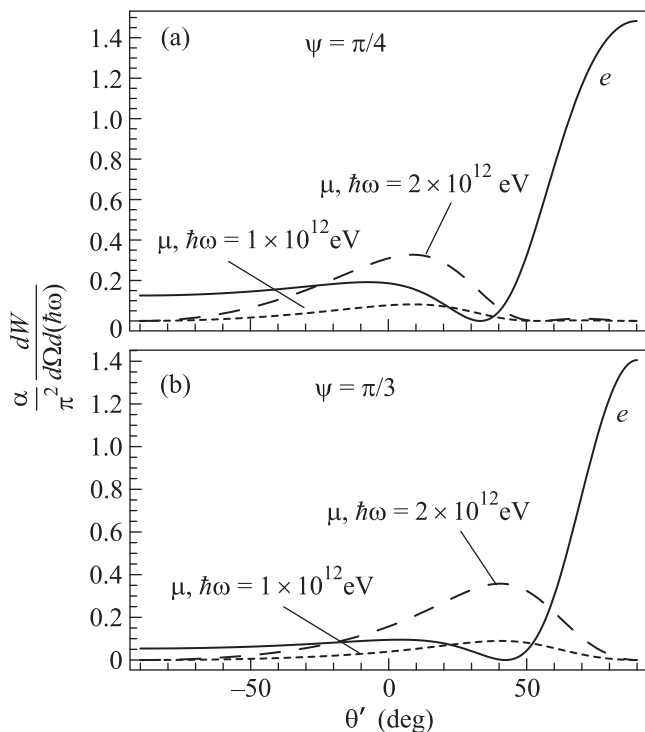 (a)
ψ = π/4
1.4
1.2
1.0
0.8
0.6
0.4
0.2
0
e
μ, ħω = 2 × 10¹² eV
μ, ħω = 1 × 10¹² eV
α/π² dW/dΩd(ħω)
(b)
ψ = π/3
1.4
1.2
1.0
0.8
0.6
0.4
0.2
0
e
μ, ħω = 2 × 10¹² eV
μ, ħω = 1 × 10¹² eV
−50 0 50
θ′ (deg)